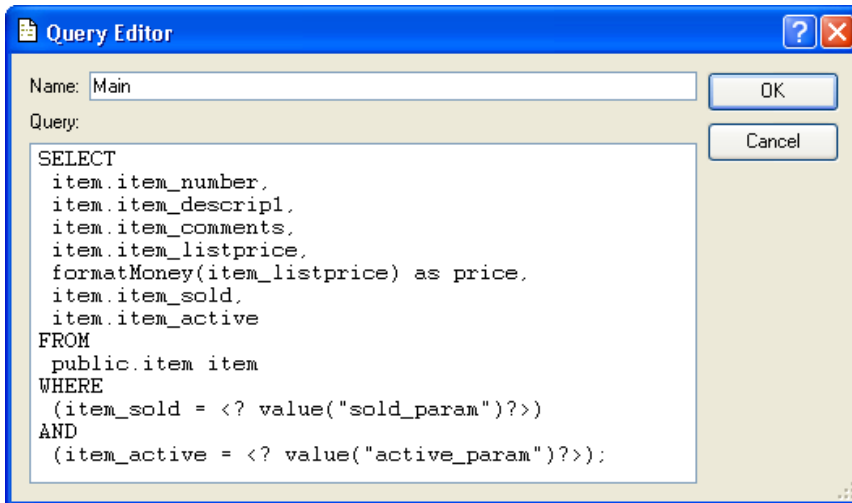 Query Editor
Name: Main
OK
Query:
Cancel
SELECT
item.item_number,
item.item_descrip1,
item.item_comments,
item.item_listprice,
formatMoney(item_listprice) as price,
item.item_sold,
item.item_active
FROM
public.item item
WHERE
(item_sold = <? value("sold_param")?>)
AND
(item_active = <? value("active_param")?>);